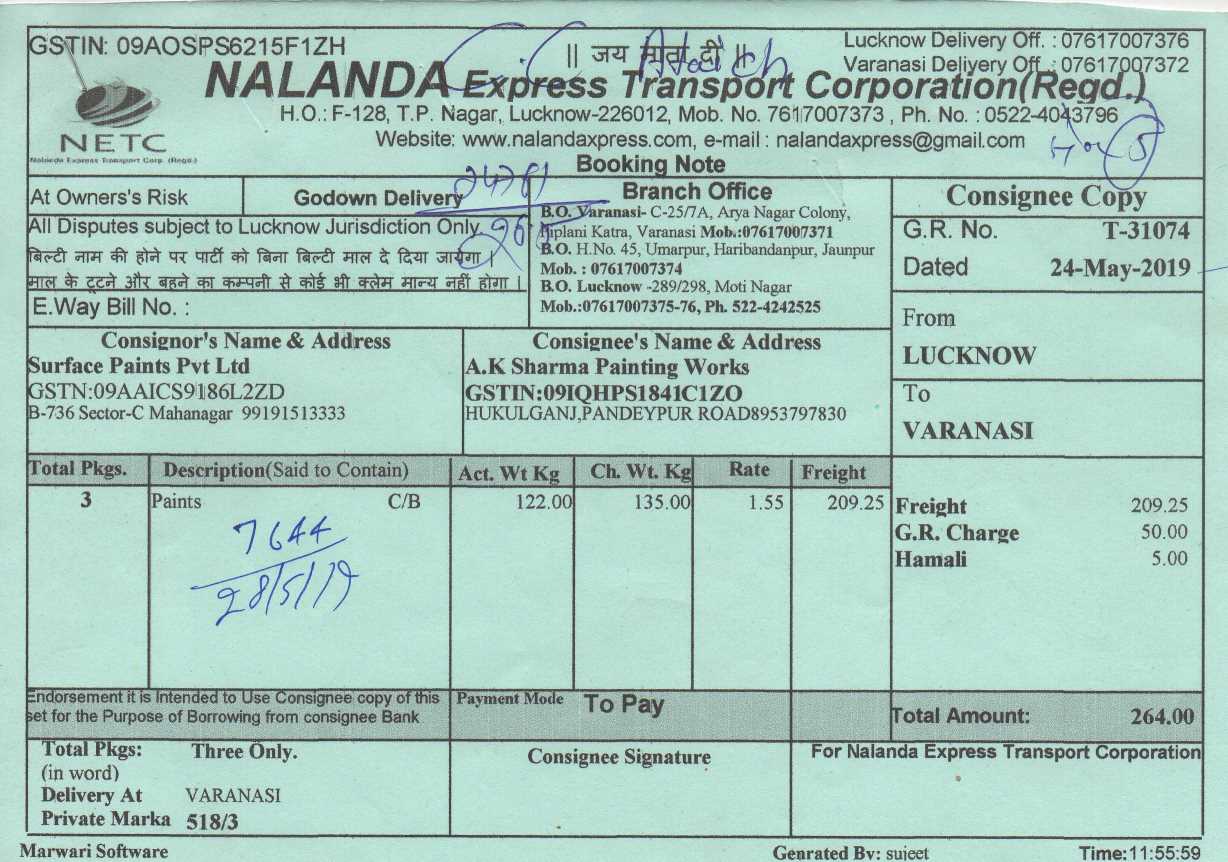 GSTIN: 09AOSPS6215F1ZH
|| जय माता दी ||
Lucknow Delivery Off. : 07617007376
Varanasi Delivery Off. : 07617007372
NALANDA Express Transport Corporation(Regd.)
NETC
Nalanda Express Transport Corp. (Regd.)
H.O.: F-128, T.P. Nagar, Lucknow-226012, Mob. No. 7617007373 , Ph. No. : 0522-4043796
Website: www.nalandaxpress.com, e-mail : nalandaxpress@gmail.com
Booking Note
At Owners's Risk
Godown Delivery
24761
All Disputes subject to Lucknow Jurisdiction Only.
बिल्टी नाम की होने पर पार्टी को बिना बिल्टी माल दे दिया जायेगा |
माल के टूटने और बहने का कम्पनी से कोई भी क्लेम मान्य नहीं होगा |
E.Way Bill No. :
Branch Office
B.O. Varanasi- C-25/7A, Arya Nagar Colony,
Piplani Katra, Varanasi Mob.:07617007371
B.O. H.No. 45, Umarpur, Haribandanpur, Jaunpur
Mob. : 07617007374
B.O. Lucknow -289/298, Moti Nagar
Mob.:07617007375-76, Ph. 522-4242525
Consignee Copy
G.R. No. T-31074
Dated 24-May-2019
From
LUCKNOW
To
VARANASI
Consignor's Name & Address
Surface Paints Pvt Ltd
GSTN:09AAICS9186L2ZD
B-736 Sector-C Mahanagar 99191513333
Consignee's Name & Address
A.K Sharma Painting Works
GSTIN:09IQHPS1841C1ZO
HUKULGANJ,PANDEYPUR ROAD8953797830
Total Pkgs. Description(Said to Contain) Act. Wt Kg Ch. Wt. Kg Rate Freight
3 Paints C/B 122.00 135.00 1.55 209.25
7644
28/5/19
Freight 209.25
G.R. Charge 50.00
Hamali 5.00
Endorsement it is Intended to Use Consignee copy of this
set for the Purpose of Borrowing from consignee Bank
Payment Mode To Pay
Total Amount: 264.00
Total Pkgs: Three Only.
(in word)
Delivery At VARANASI
Private Marka 518/3
Consignee Signature
For Nalanda Express Transport Corporation
Marwari Software
Genrated By: sujeet
Time:11:55:59